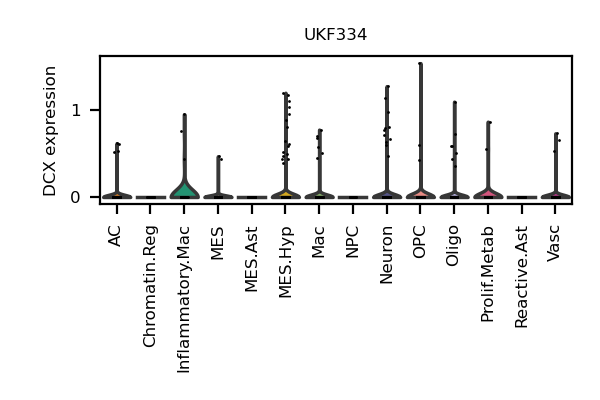 UKF334
DCX expression
1
0
AC
Chromatin.Reg
Inflammatory.Mac
MES
MES.Ast
MES.Hyp
Mac
NPC
Neuron
OPC
Oligo
Prolif.Metab
Reactive.Ast
Vasc